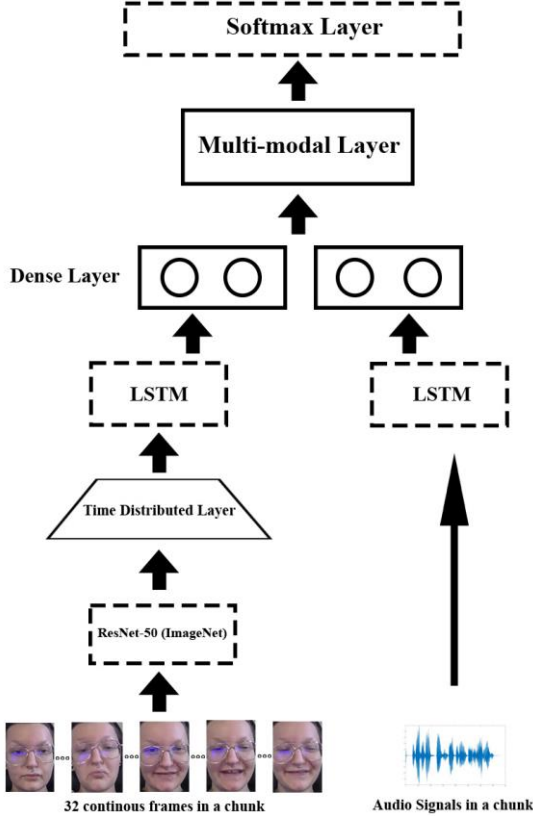 Softmax Layer
Multi-modal Layer
Dense Layer
LSTM
LSTM
Time Distributed Layer
ResNet-50 (ImageNet)
32 continous frames in a chunk
Audio Signals in a chunk